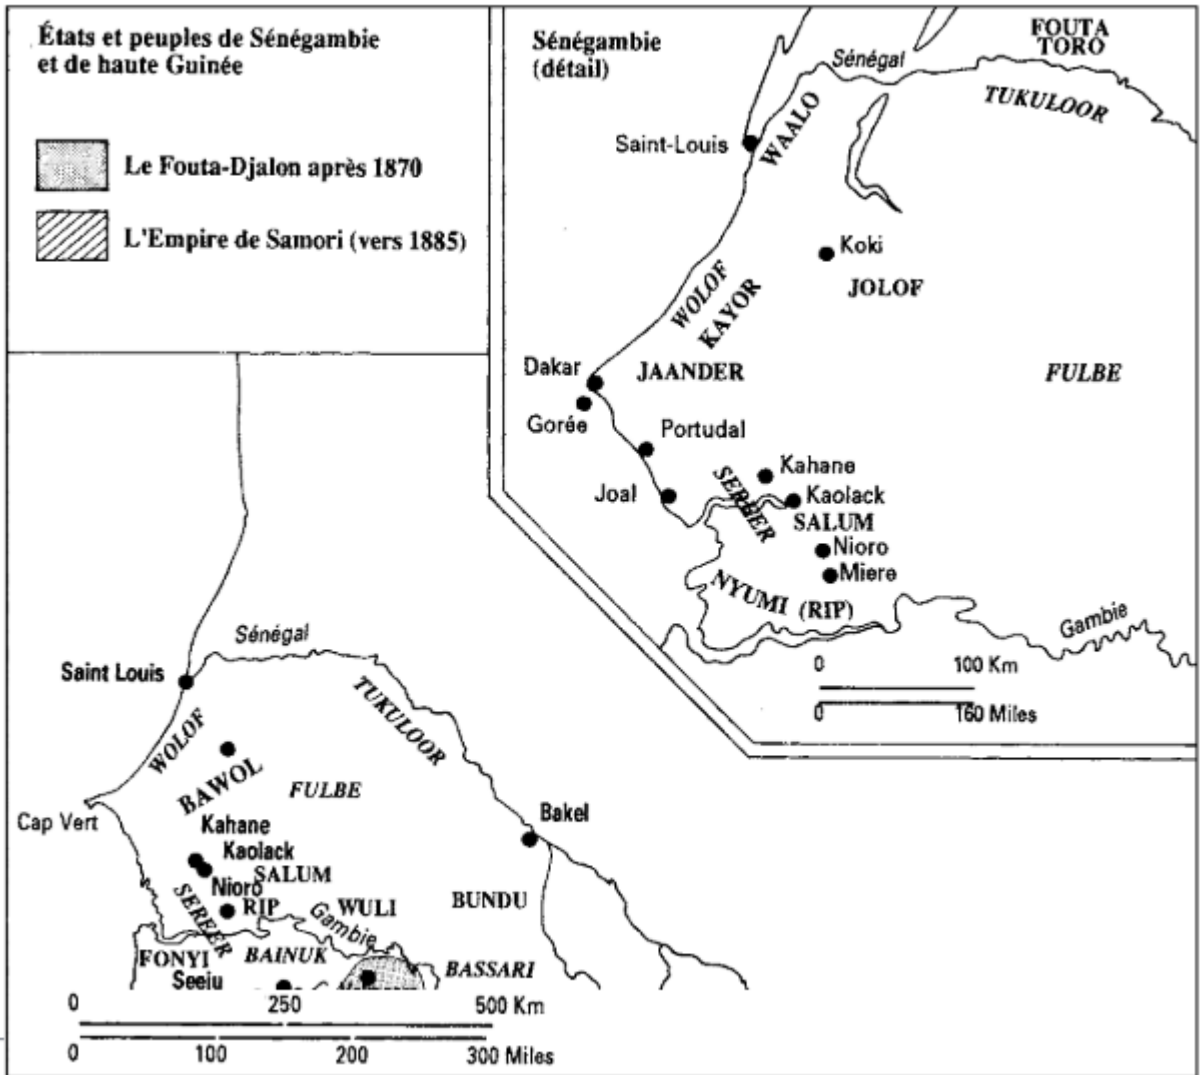 États et peuples de Sénégambie
et de haute Guinée
Le Fouta-Djalon après 1870
L'Empire de Samori (vers 1885)
Sénégambie
(détail)
FOUTA
TORO
Sénégal
TUKULOOR
WAALO
Saint-Louis
Koki
JOLOF
WOLOF
KAYOR
Dakar
JAANDER
FULBE
Gorée
Portudal
Kahane
Joal
SEREER
Kaolack
SALUM
Nioro
Miere
NYUMI (RIP)
Gambie
0 100 Km
0 160 Miles
Sénégal
Saint Louis
TUKULOOR
WOLOF
BAWOL
FULBE
Cap Vert
Kahane
Bakel
Kaolack
SALUM
Nioro
SEREER
RIP
WULI
BUNDU
Gambie
FONYI
BAINUK
BASSARI
Seeju
0 250 500 Km
0 100 200 300 Miles